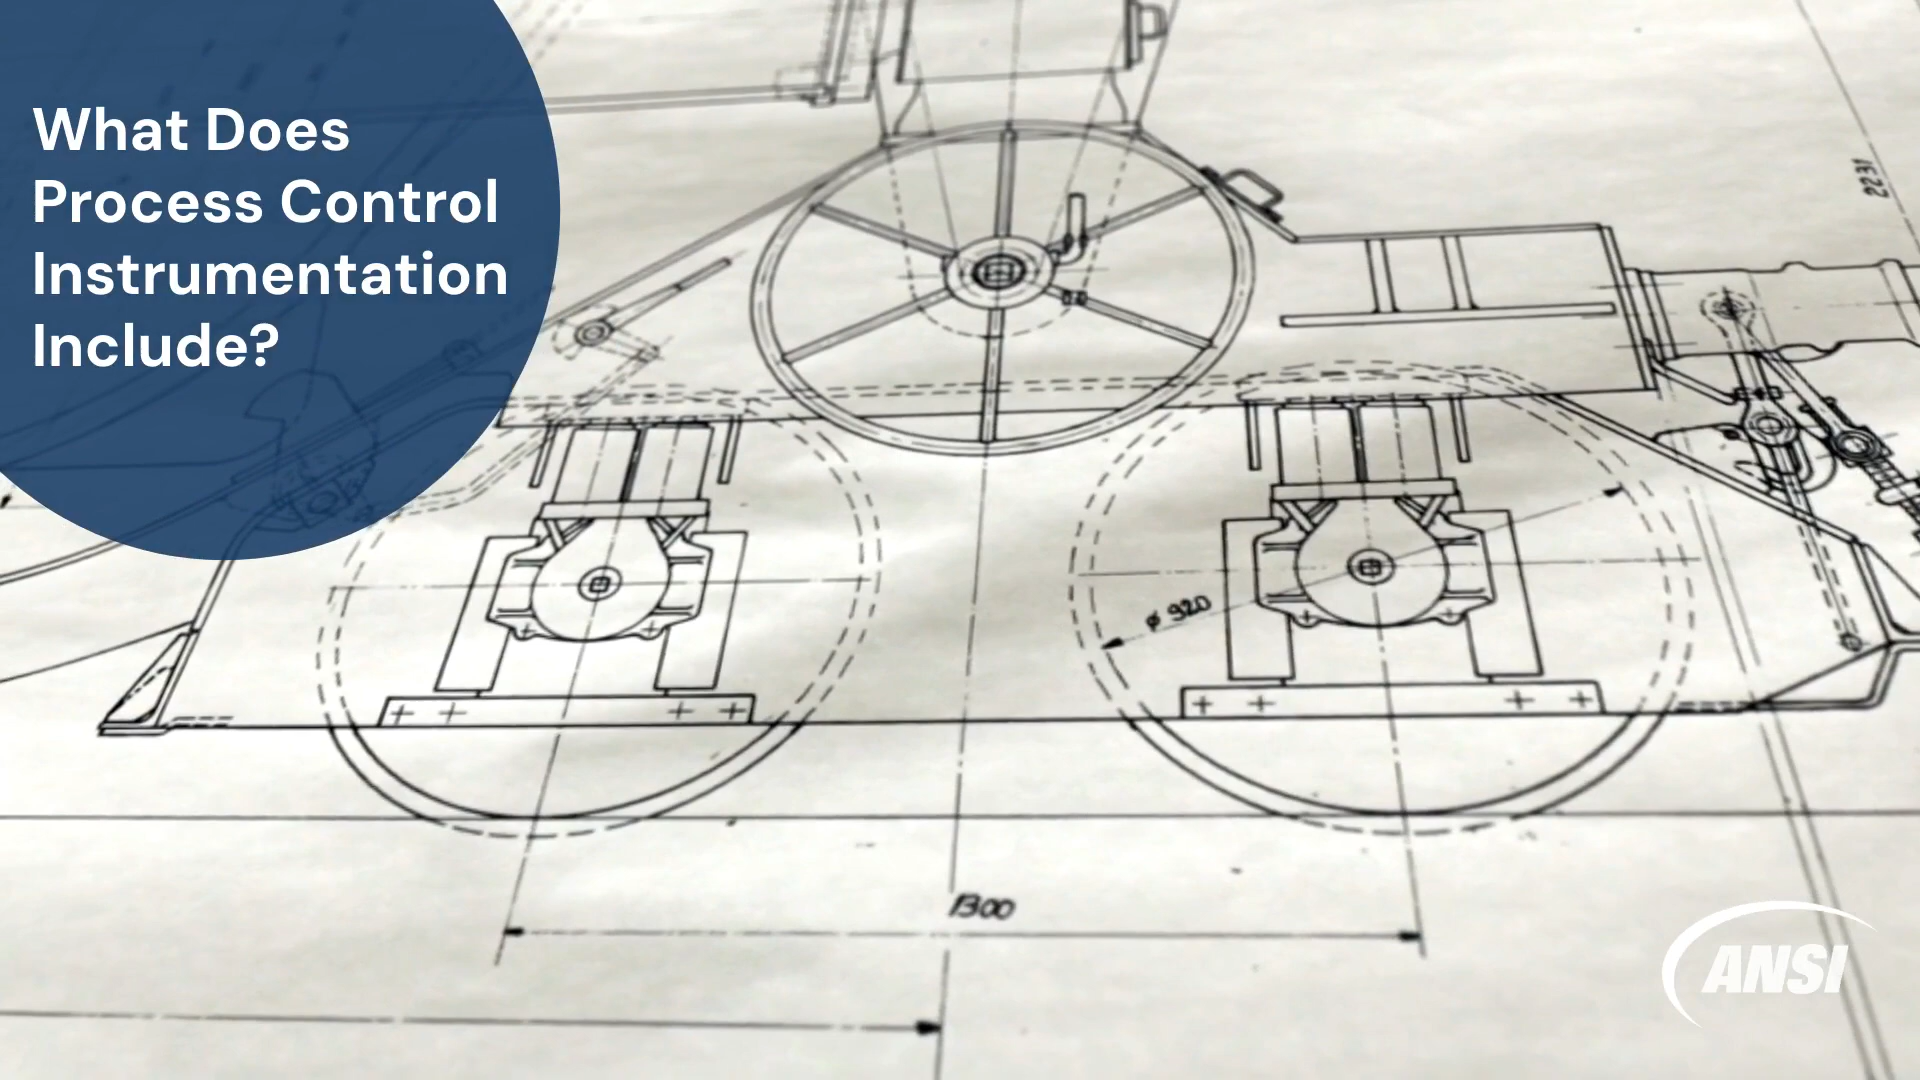 What Does
Process Control
Instrumentation
Include?
2231
ø 920
1300
ANSI